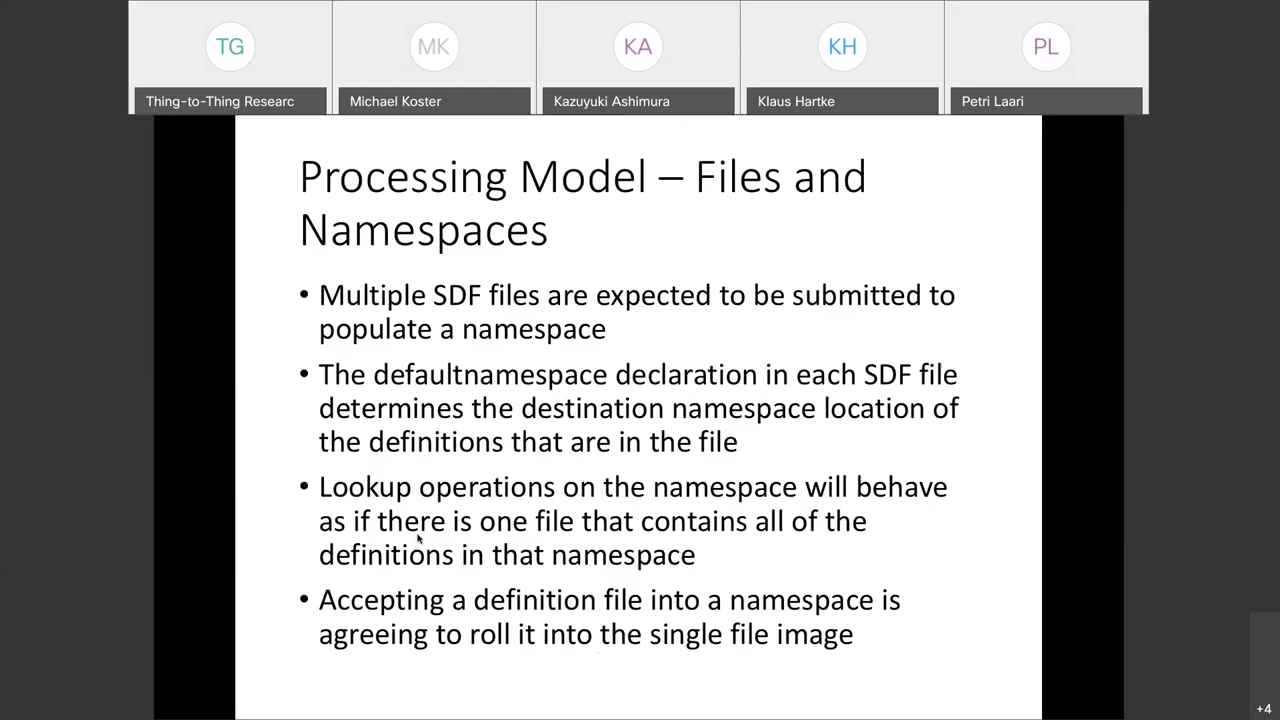 TG
MK
KA
KH
PL
Thing-to-Thing Researc
Michael Koster
Kazuyuki Ashimura
Klaus Hartke
Petri Laari
Processing Model – Files and
Namespaces
• Multiple SDF files are expected to be submitted to
populate a namespace
• The defaultnamespace declaration in each SDF file
determines the destination namespace location of
the definitions that are in the file
• Lookup operations on the namespace will behave
as if there is one file that contains all of the
definitions in that namespace
• Accepting a definition file into a namespace is
agreeing to roll it into the single file image
+4